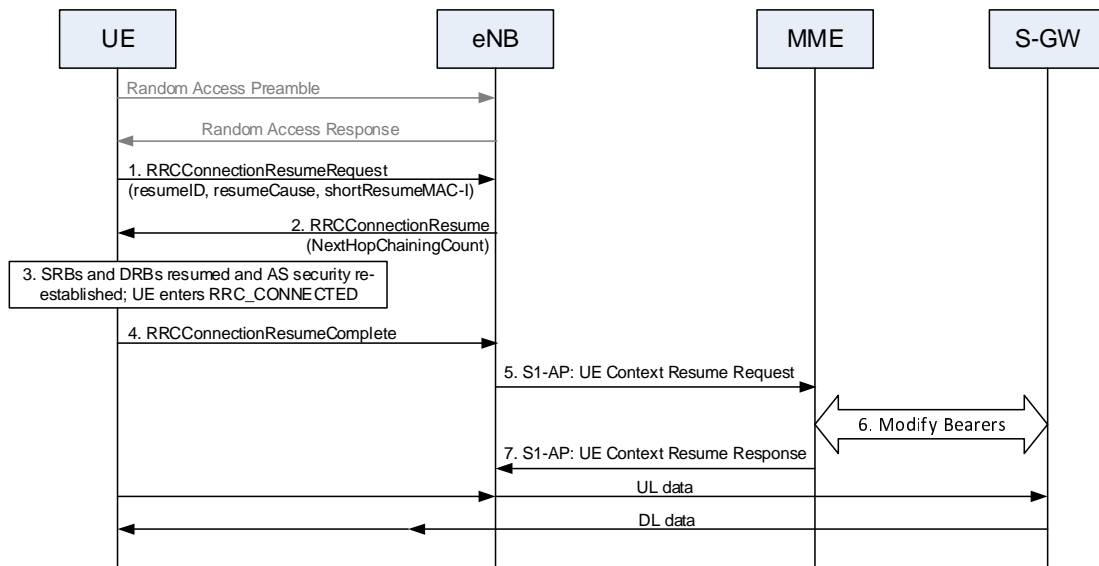 UE
eNB
MME
S-GW
Random Access Preamble
Random Access Response
1. RRCConnectionResumeRequest
(resumeID, resumeCause, shortResumeMAC-I)
2. RRCConnectionResume
(NextHopChainingCount)
3. SRBs and DRBs resumed and AS security re-
established; UE enters RRC_CONNECTED
4. RRCConnectionResumeComplete
5. S1-AP: UE Context Resume Request
6. Modify Bearers
7. S1-AP: UE Context Resume Response
UL data
DL data